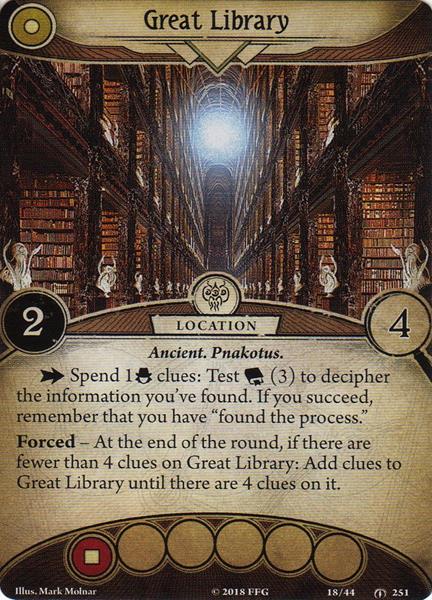 Great Library
2
4
LOCATION
Ancient. Pnakotus.
Spend 1 clues: Test (3) to decipher
the information you've found. If you succeed,
remember that you have “found the process.”
Forced – At the end of the round, if there are
fewer than 4 clues on Great Library: Add clues to
Great Library until there are 4 clues on it.
Illus. Mark Molnar © 2018 FFG 18/44 251